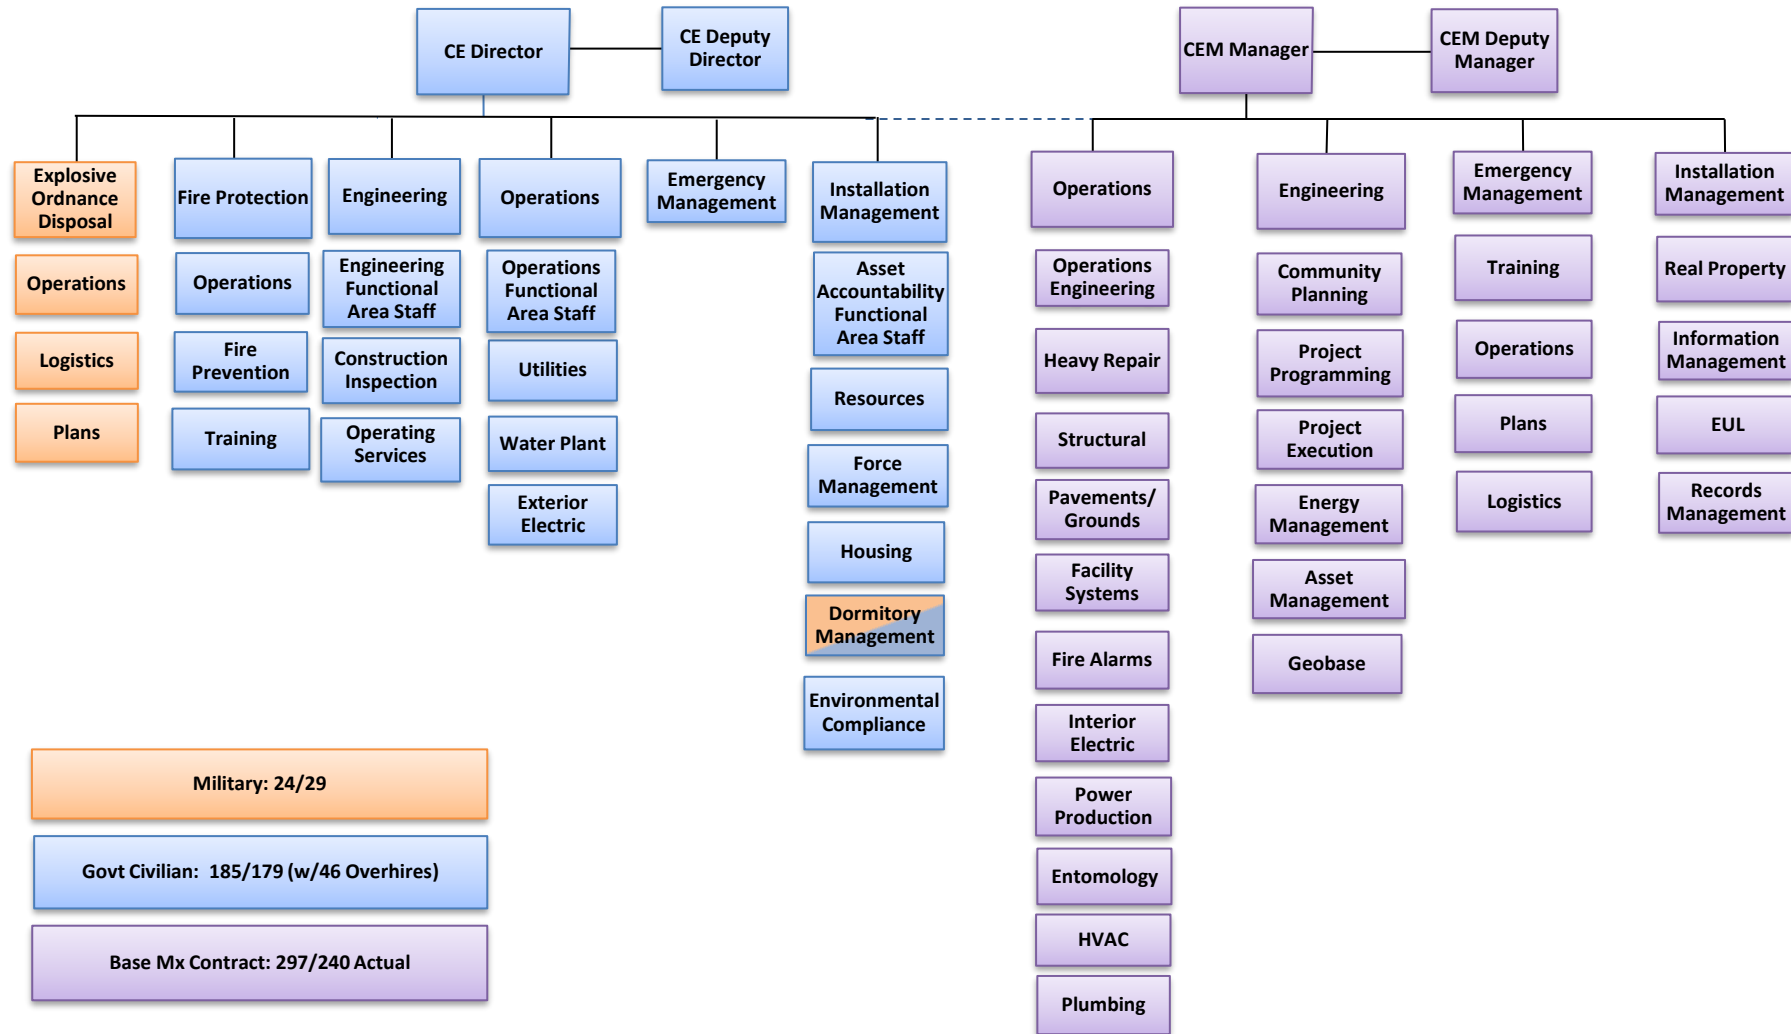 CE Director
CE Deputy
Director
CEM Manager
CEM Deputy
Manager
Explosive
Ordnance
Disposal
Operations
Logistics
Plans
Fire Protection
Operations
Fire
Prevention
Training
Engineering
Engineering
Functional
Area Staff
Construction
Inspection
Operating
Services
Operations
Operations
Functional
Area Staff
Utilities
Water Plant
Exterior
Electric
Emergency
Management
Installation
Management
Asset
Accountability
Functional
Area Staff
Resources
Force
Management
Housing
Dormitory
Management
Environmental
Compliance
Operations
Operations
Engineering
Heavy Repair
Structural
Pavements/
Grounds
Facility
Systems
Fire Alarms
Interior
Electric
Power
Production
Entomology
HVAC
Plumbing
Engineering
Community
Planning
Project
Programming
Project
Execution
Energy
Management
Asset
Management
Geobase
Emergency
Management
Training
Operations
Plans
Logistics
Installation
Management
Real Property
Information
Management
EUL
Records
Management
Military: 24/29
Govt Civilian:  185/179 (w/46 Overhires)
Base Mx Contract: 297/240 Actual